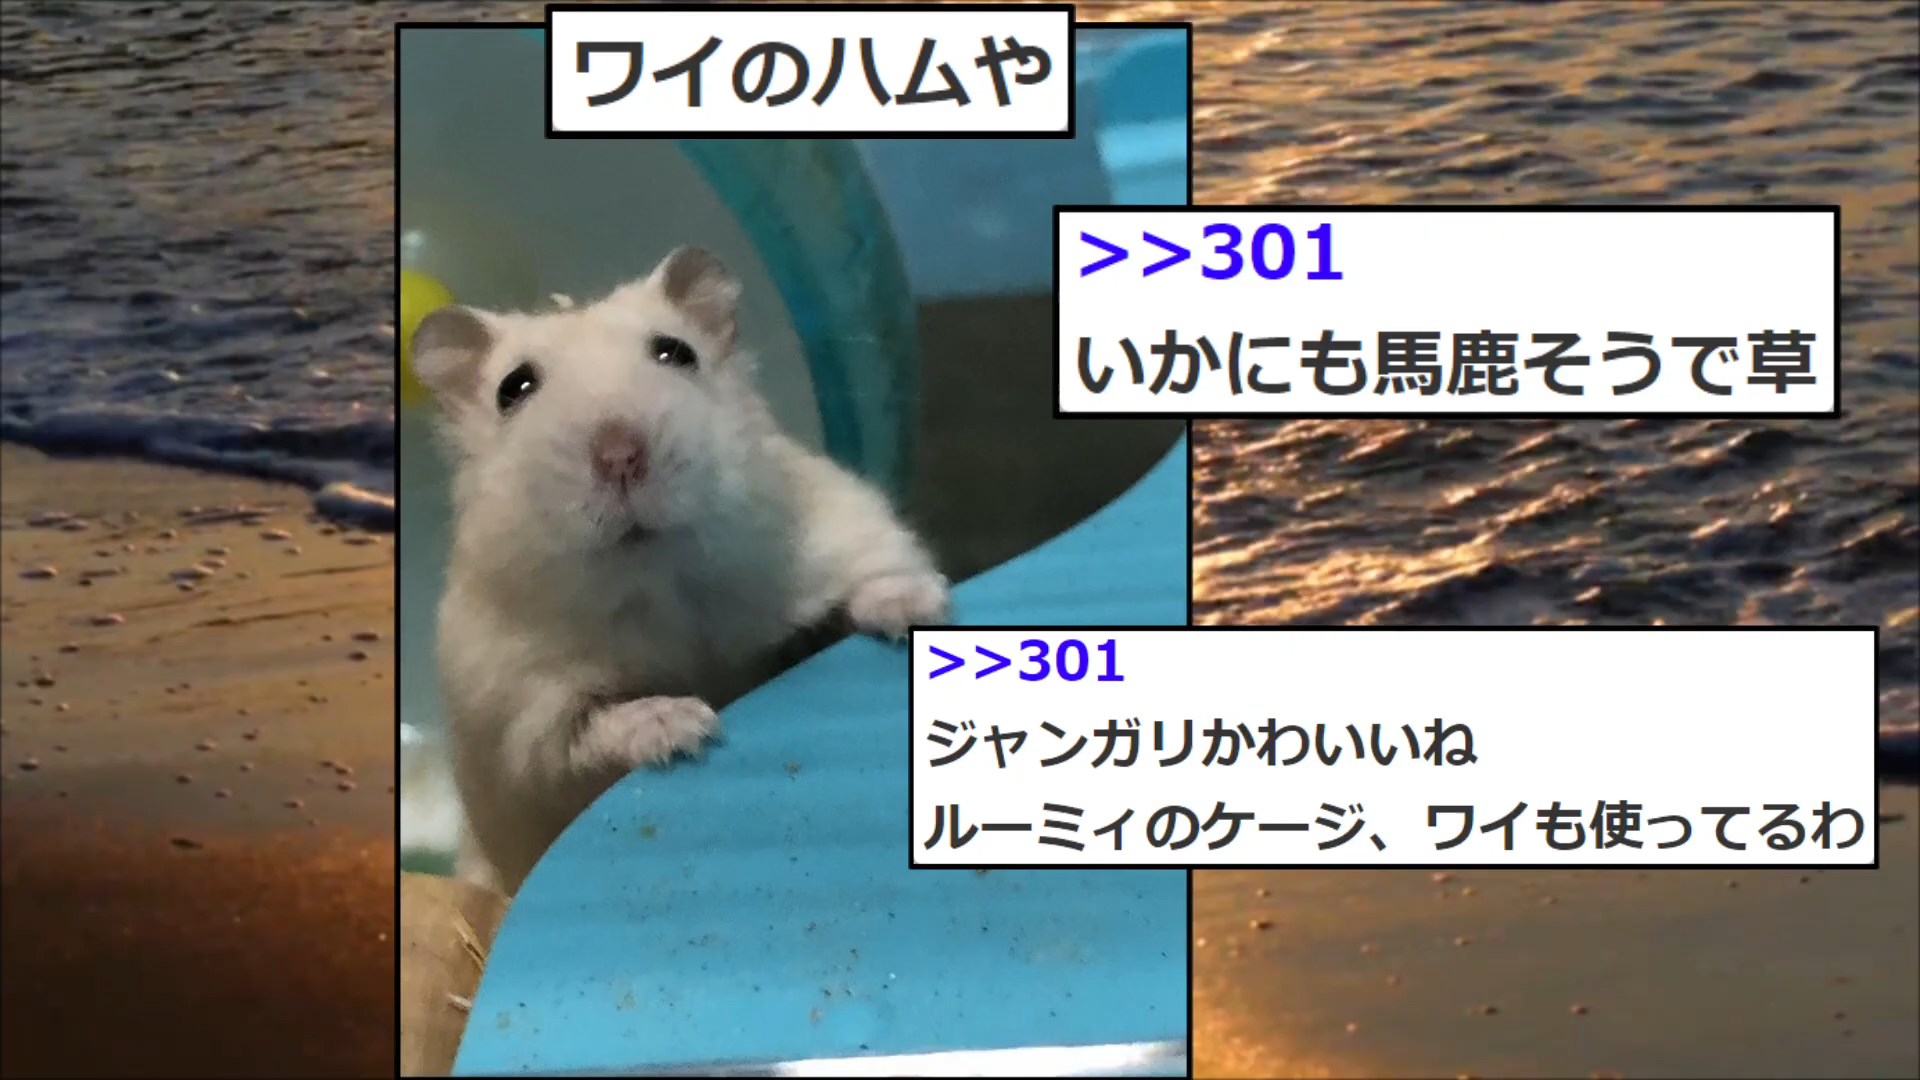 ワイのハムや
>>301
いかにも馬鹿そうで草
>>301
ジャンガリかわいいね
ルーミィのケージ、ワイも使ってるわ